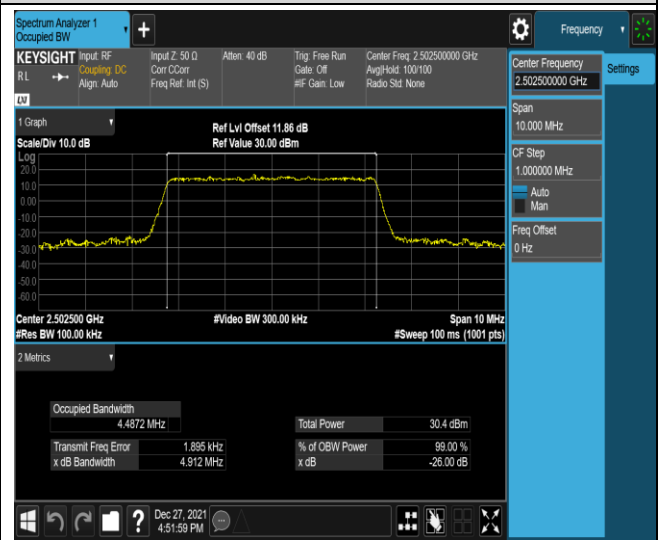 Spectrum Analyzer 1
Occupied BW
+
Frequency
KEYSIGHT
R L
LXI
Input: RF
Coupling: DC
Align: Auto
Input Z: 50 Ω
Corr CCorr
Freq Ref: Int (S)
Atten: 40 dB
Trig: Free Run
Gate: Off
#IF Gain: Low
Center Freq: 2.502500000 GHz
Avg|Hold: 100/100
Radio Std: None
Center Frequency
2.502500000 GHz
Settings
Span
10.000 MHz
CF Step
1.000000 MHz
Auto
Man
Freq Offset
0 Hz
1 Graph
Scale/Div 10.0 dB
Ref Lvl Offset 11.86 dB
Ref Value 30.00 dBm
Log
20.0
10.0
0.00
-10.0
-20.0
-30.0
-40.0
-50.0
-60.0
Center 2.502500 GHz
#Video BW 300.00 kHz
Span 10 MHz
#Res BW 100.00 kHz
#Sweep 100 ms (1001 pts)
2 Metrics
Occupied Bandwidth
4.4872 MHz
Total Power 30.4 dBm
Transmit Freq Error 1.895 kHz
% of OBW Power 99.00 %
x dB Bandwidth 4.912 MHz
x dB -26.00 dB
?
Dec 27, 2021
4:51:59 PM